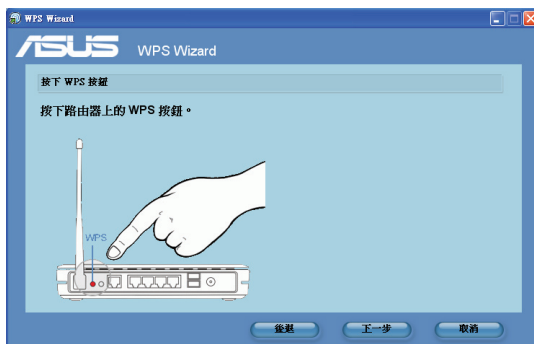 WPS Wizard
ASUS WPS Wizard
按下 WPS 按鈕
按下路由器上的 WPS 按鈕。
WPS
後退 下一步 取消